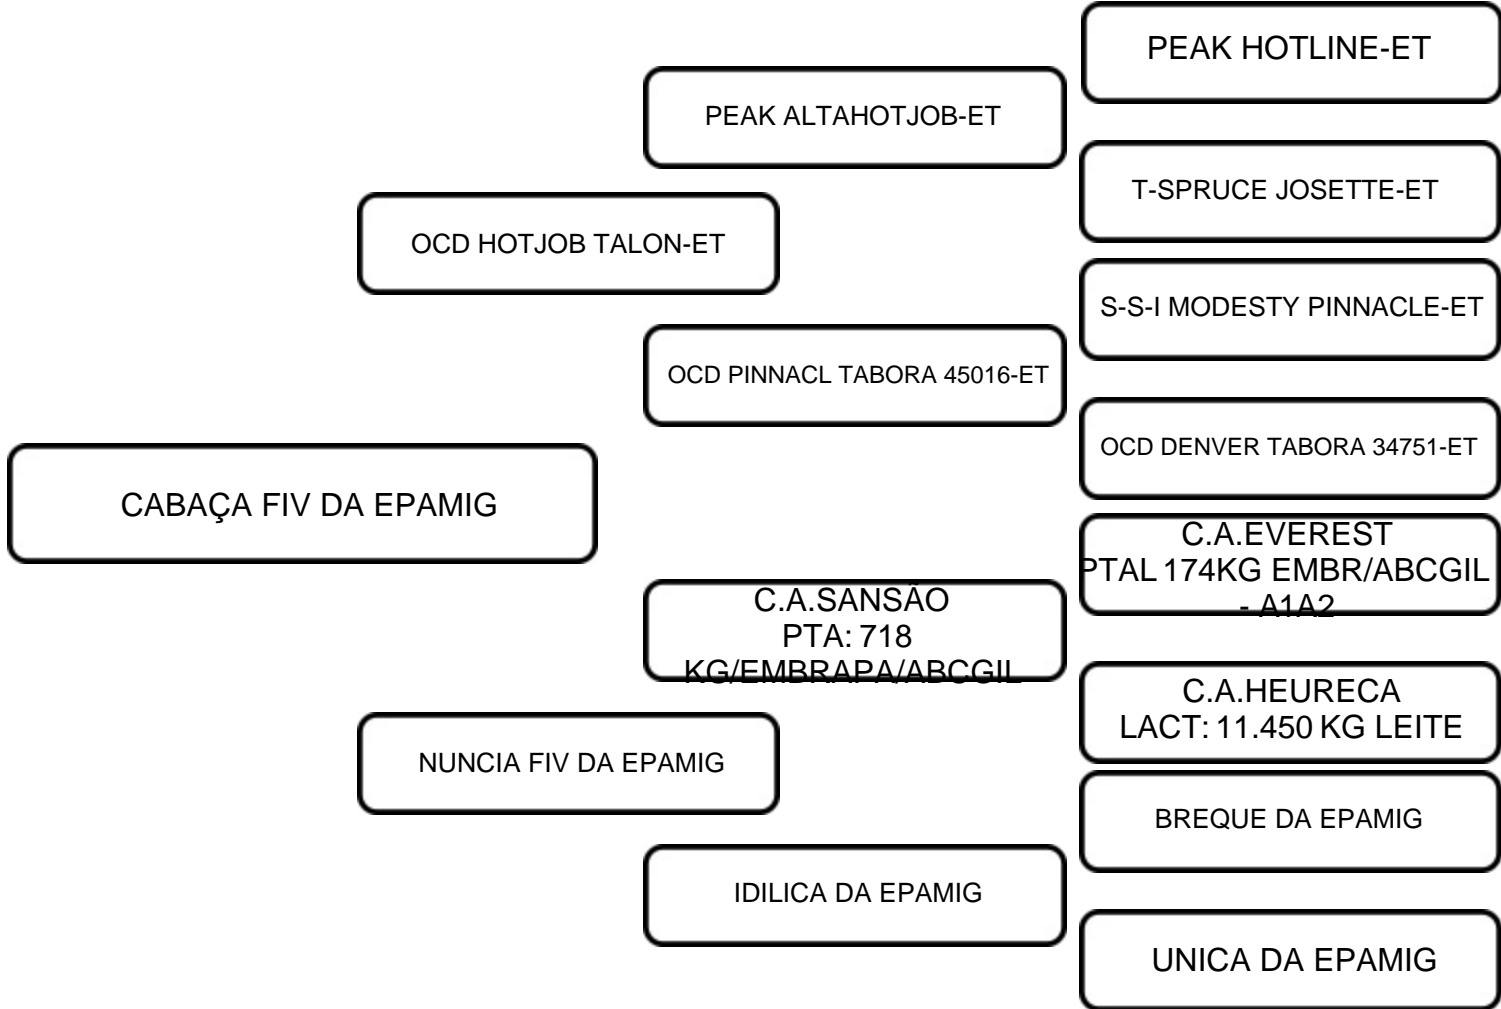 PEAK HOTLINE-ET
PEAK ALTAHOTJOB-ET
T-SPRUCE JOSETTE-ET
OCD HOTJOB TALON-ET
S-S-I MODESTY PINNACLE-ET
OCD PINNACL TABORA 45016-ET
OCD DENVER TABORA 34751-ET
CABAÇA FIV DA EPAMIG
C.A.EVEREST
PTAL 174KG EMBR/ABCGIL
- A1A2
C.A.SANSÃO
PTA: 718
KG/EMBRAPA/ABCGIL
C.A.HEURECA
LACT: 11.450 KG LEITE
NUNCIA FIV DA EPAMIG
BREQUE DA EPAMIG
IDILICA DA EPAMIG
UNICA DA EPAMIG